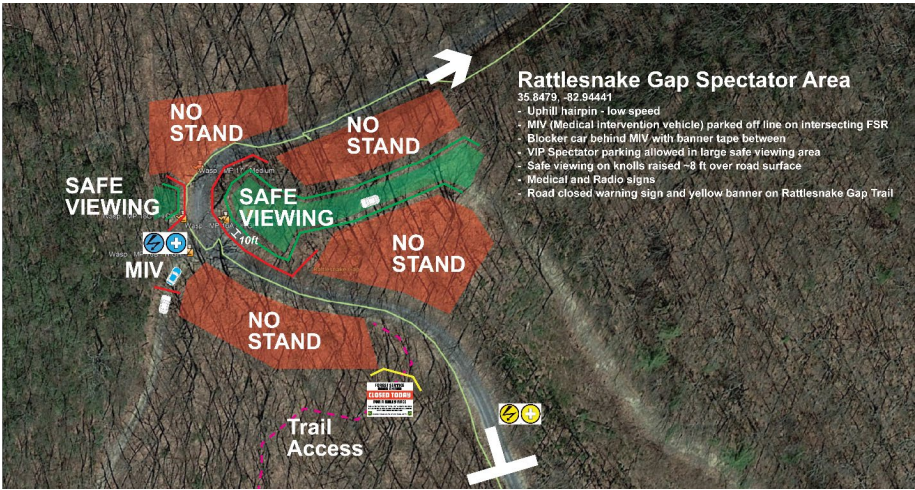 Rattlesnake Gap Spectator Area
35.8479, -82.94441
- Uphill hairpin - low speed
- MIV (Medical intervention vehicle) parked off line on intersecting FSR
- Blocker car behind MIV with banner tape between
- VIP Spectator parking allowed in large safe viewing area
- Safe viewing on knolls raised ~8 ft over road surface
- Medical and Radio signs
- Road closed warning sign and yellow banner on Rattlesnake Gap Trail
NO
STAND
NO
STAND
SAFE
VIEWING
SAFE
VIEWING
10ft
NO
STAND
MIV
NO
STAND
CLOSED TODAY
Trail
Access